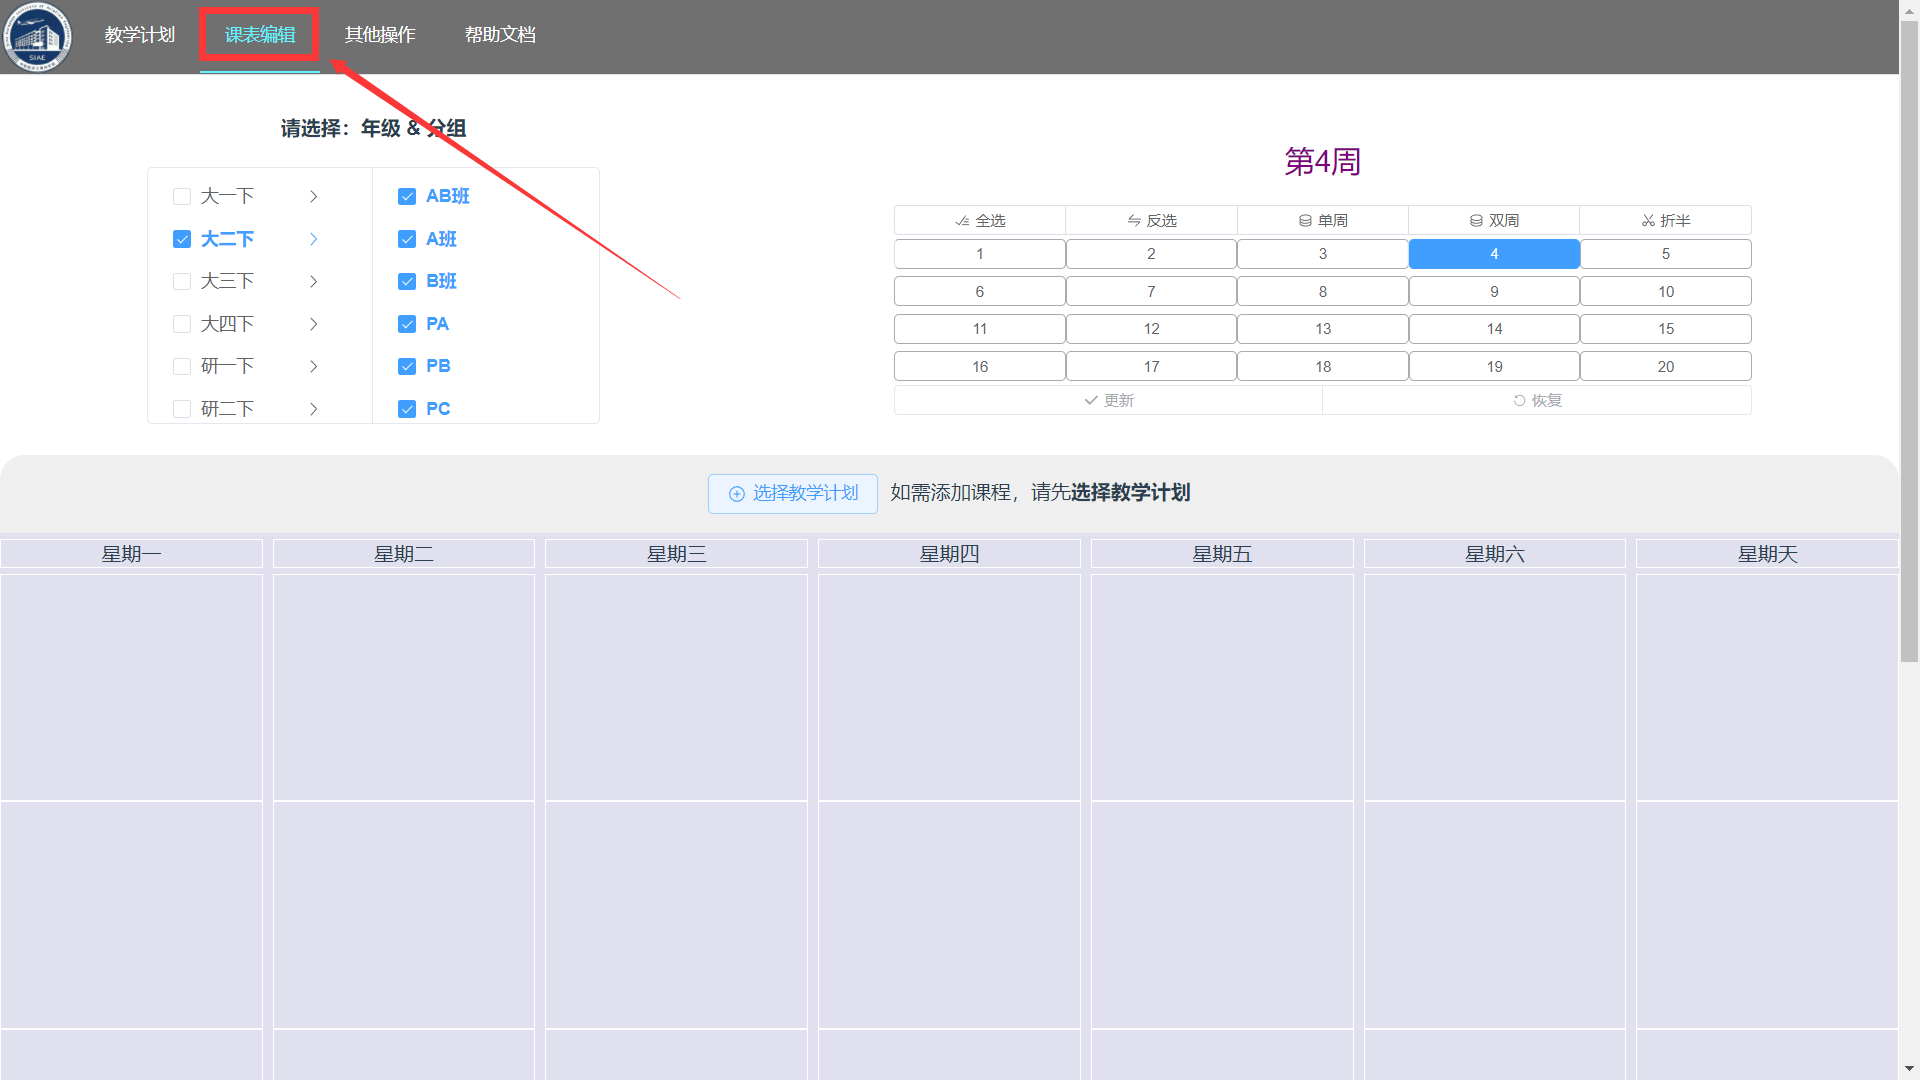 教学计划
课表编辑
其他操作
帮助文档
SIAE
请选择：年级 & 分组
大一下
大二下
大三下
大四下
研一下
研二下
AB班
A班
B班
PA
PB
PC
第4周
全选 反选 单周 双周 折半
1 2 3 4 5
6 7 8 9 10
11 12 13 14 15
16 17 18 19 20
更新 恢复
选择教学计划 如需添加课程，请先选择教学计划
星期一 星期二 星期三 星期四 星期五 星期六 星期天